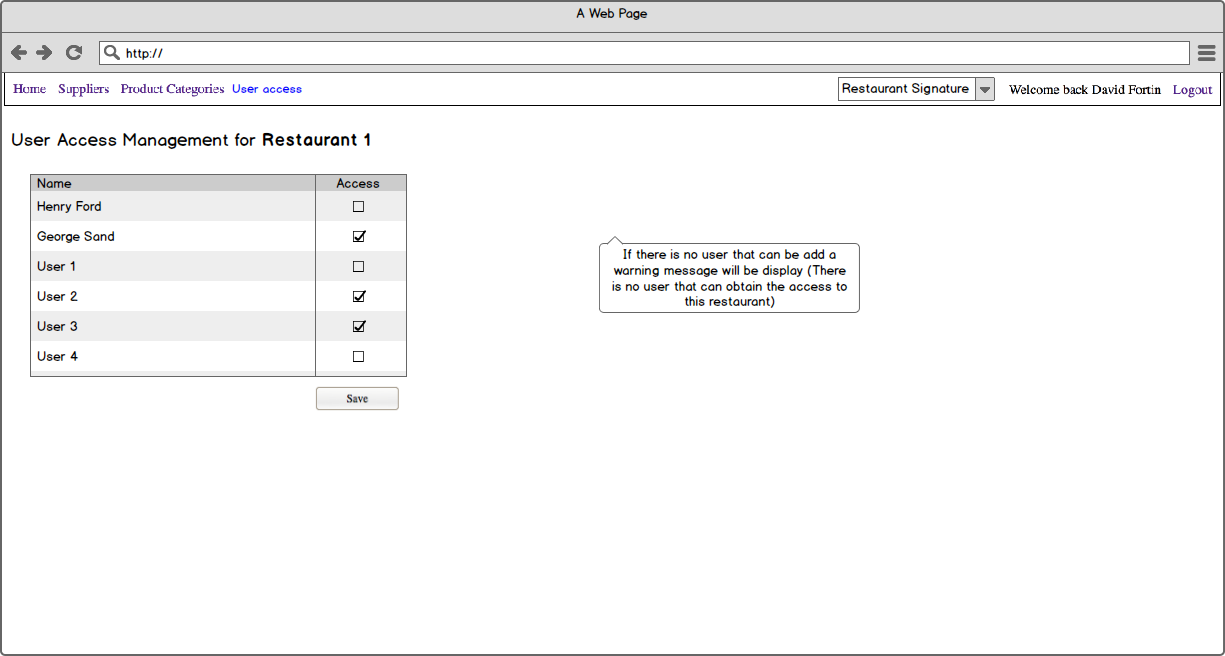 A Web Page
http://
Home Suppliers Product Categories User access Restaurant Signature Welcome back David Fortin Logout
User Access Management for Restaurant 1
Name Access
Henry Ford
George Sand
User 1
User 2
User 3
User 4
Save
If there is no user that can be add a
warning message will be display (There
is no user that can obtain the access to
this restaurant)